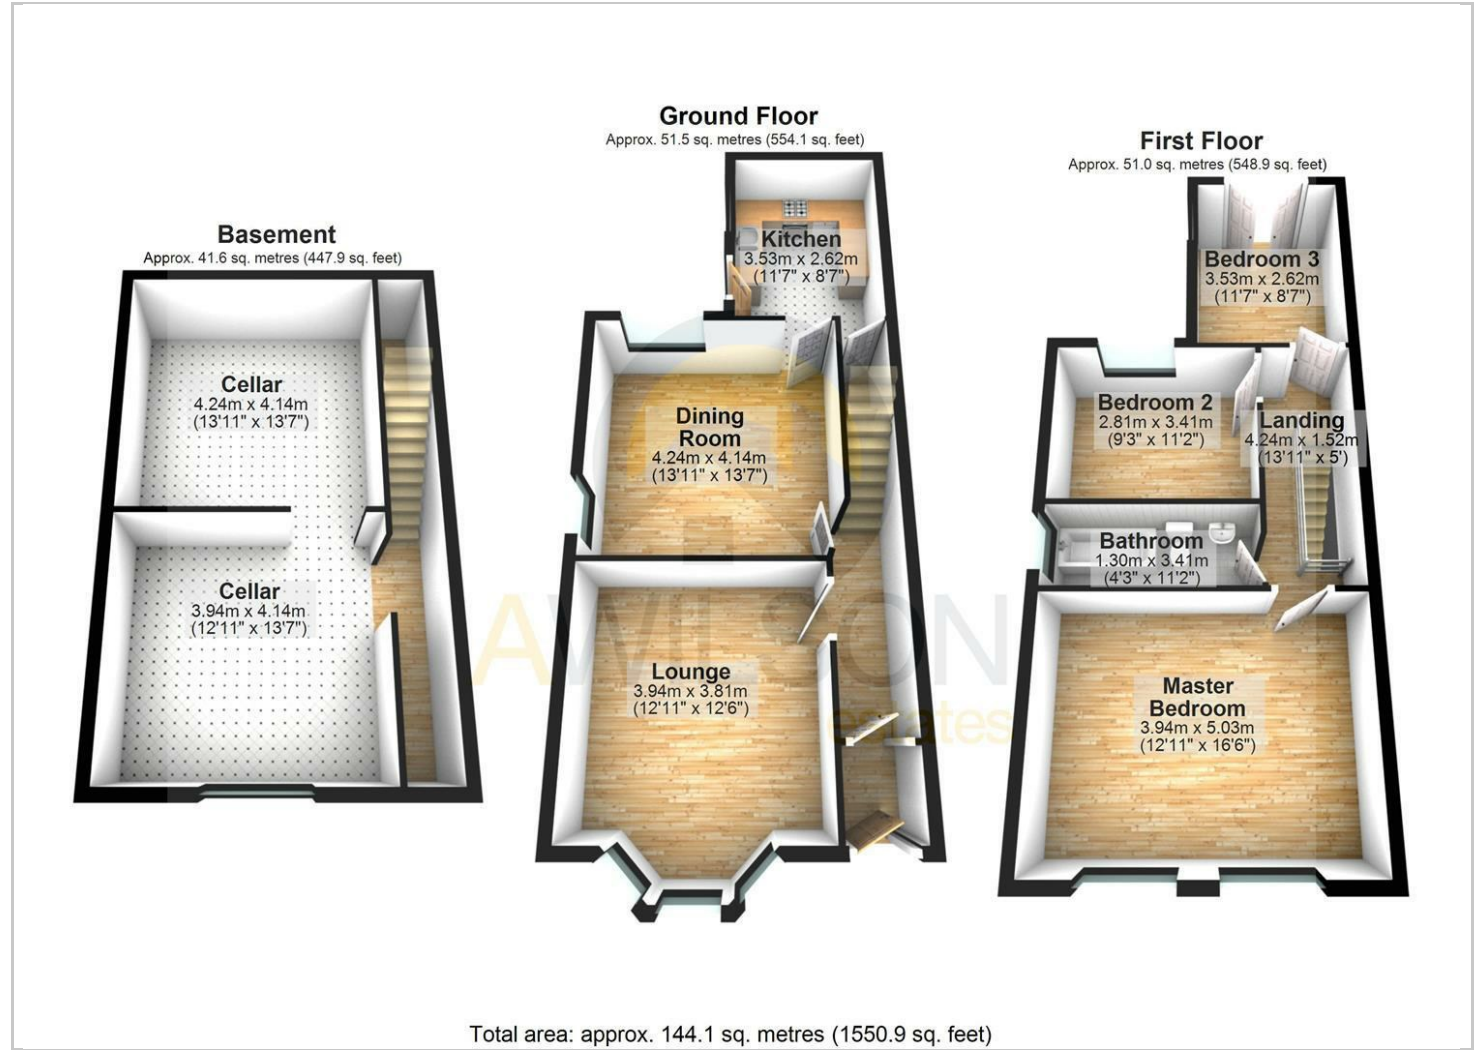 Ground Floor
Approx. 51.5 sq. metres (554.1 sq. feet)
First Floor
Approx. 51.0 sq. metres (548.9 sq. feet)
Basement
Approx. 41.6 sq. metres (447.9 sq. feet)
Kitchen
3.53m x 2.62m
(11'7" x 8'7")
Bedroom 3
3.53m x 2.62m
(11'7" x 8'7")
Cellar
4.24m x 4.14m
(13'11" x 13'7")
Dining
Room
4.24m x 4.14m
(13'11" x 13'7")
Bedroom 2
2.81m x 3.41m
(9'3" x 11'2")
Landing
4.24m x 1.52m
(13'11" x 5')
Bathroom
1.30m x 3.41m
(4'3" x 11'2")
Cellar
3.94m x 4.14m
(12'11" x 13'7")
AWILSON
estates
Lounge
3.94m x 3.81m
(12'11" x 12'6")
Master
Bedroom
3.94m x 5.03m
(12'11" x 16'6")
Total area: approx. 144.1 sq. metres (1550.9 sq. feet)